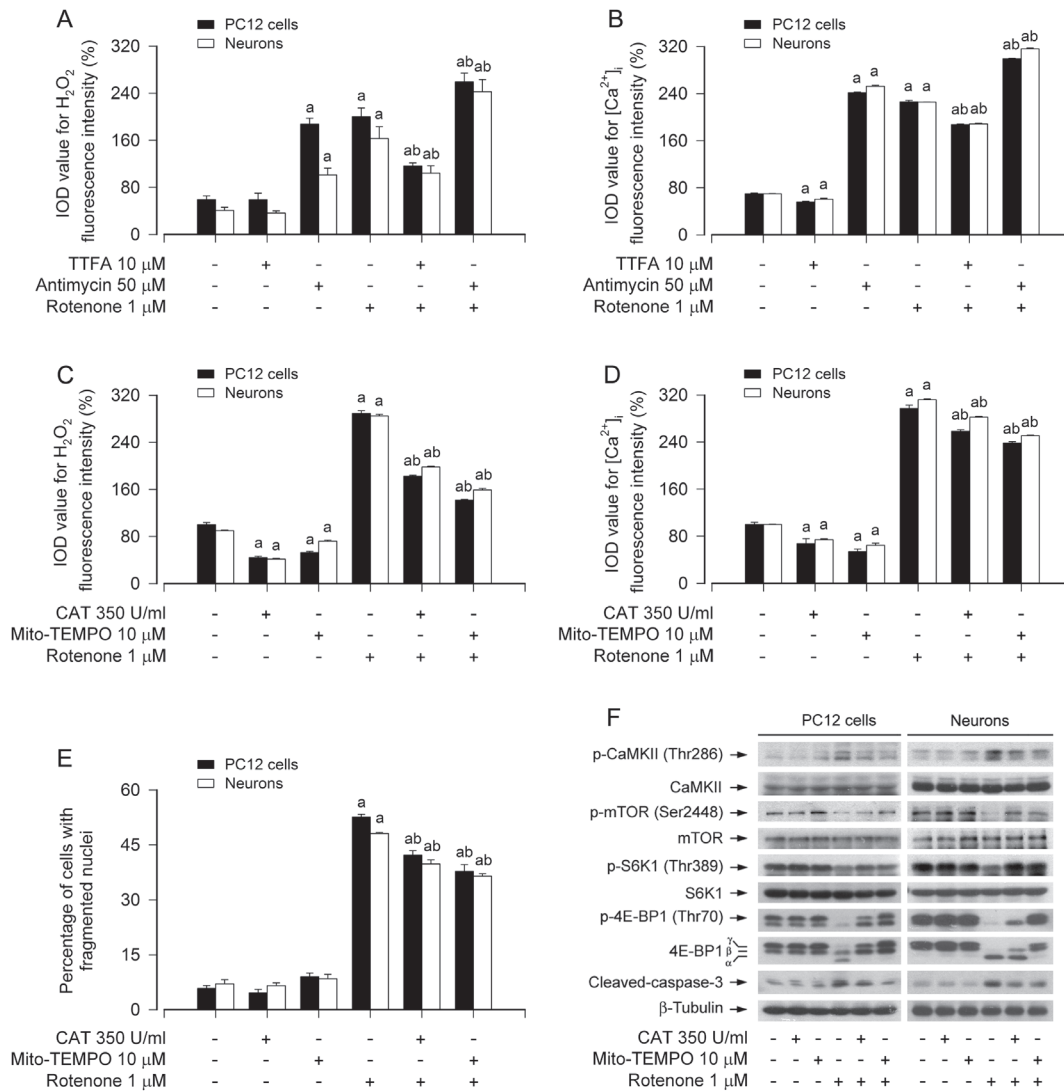 A
IOD value for H2O2
fluorescence intensity (%)
PC12 cells
Neurons
320
240
160
80
0
a
a
a
a
ab ab
ab ab
TTFA 10 μM - + - - + -
Antimycin 50 μM - - + - - +
Rotenone 1 μM - - - + + +
B
IOD value for [Ca2+]i
fluorescence intensity (%)
PC12 cells
Neurons
320
240
160
80
0
a a
a a
a a
ab ab
ab ab
TTFA 10 μM - + - - + -
Antimycin 50 μM - - + - - +
Rotenone 1 μM - - - + + +
C
IOD value for H2O2
fluorescence intensity (%)
PC12 cells
Neurons
320
240
160
80
0
a a
a a
a a
ab ab
ab ab
CAT 350 U/ml - + - - + -
Mito-TEMPO 10 μM - - + - - +
Rotenone 1 μM - - - + + +
D
IOD value for [Ca2+]i
fluorescence intensity (%)
PC12 cells
Neurons
320
240
160
80
0
a a
a a
a a
ab ab
ab ab
CAT 350 U/ml - + - - + -
Mito-TEMPO 10 μM - - + - - +
Rotenone 1 μM - - - + + +
E
Percentage of cells with
fragmented nuclei
PC12 cells
Neurons
60
45
30
15
0
a a
ab ab
ab ab
CAT 350 U/ml - + - - + -
Mito-TEMPO 10 μM - - + - - +
Rotenone 1 μM - - - + + +
F
PC12 cells Neurons
p-CaMKII (Thr286)
CaMKII
p-mTOR (Ser2448)
mTOR
p-S6K1 (Thr389)
S6K1
p-4E-BP1 (Thr70)
4E-BP1 γ β α
Cleaved-caspase-3
β-Tubulin
CAT 350 U/ml - + - - + - - + - - + -
Mito-TEMPO 10 μM - - + - - + - - + - - +
Rotenone 1 μM - - - + + + - - - + + +